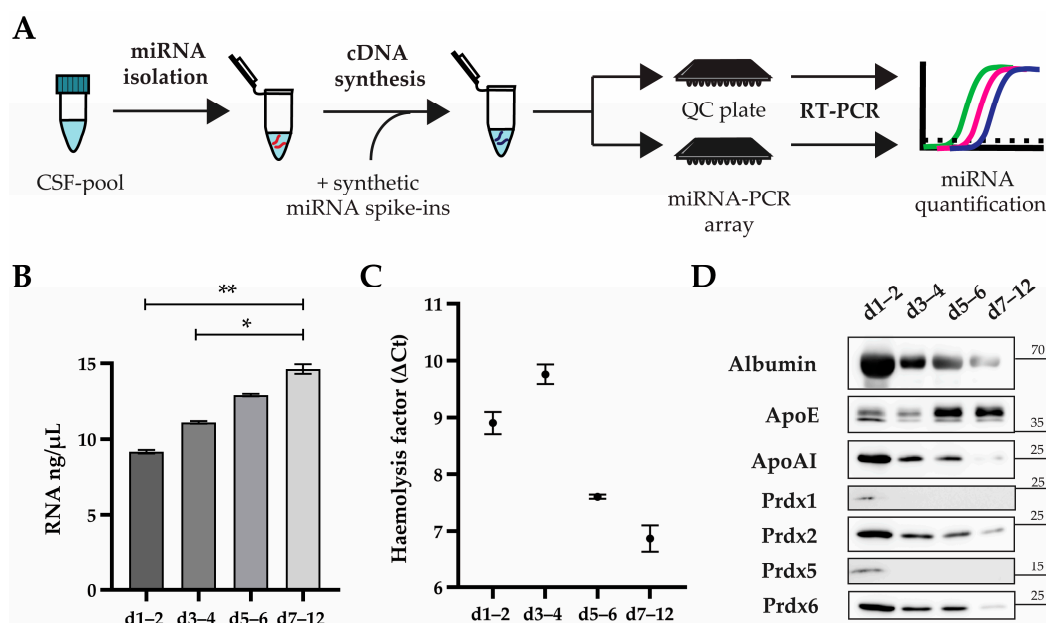 A
miRNA
isolation
cDNA
synthesis
CSF-pool
+ synthetic
miRNA spike-ins
QC plate
RT-PCR
miRNA-PCR
array
miRNA
quantification
B
**
*
RNA ng/µL
15
10
5
0
d1–2 d3–4 d5–6 d7–12
C
Haemolysis factor (ΔCt)
11
10
9
8
7
6
d1–2 d3–4 d5–6 d7–12
D
d1–2 d3–4 d5–6 d7–12
Albumin 70
ApoE 35
ApoAI 25
Prdx1 25
Prdx2 25
Prdx5 15
Prdx6 25